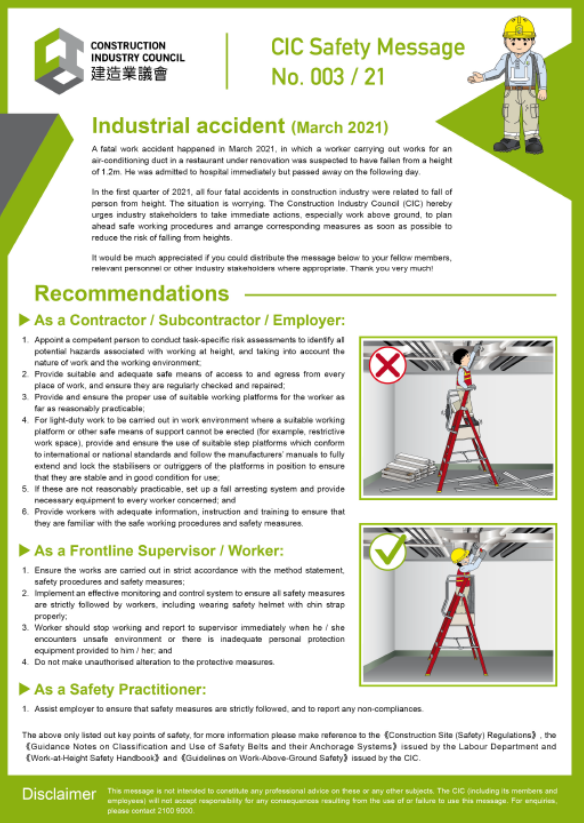 CONSTRUCTION
INDUSTRY COUNCIL
建造業議會
CIC Safety Message
No. 003 / 21
Industrial accident (March 2021)
A fatal work accident happened in March 2021, in which a worker carrying out works for an
air-conditioning duct in a restaurant under renovation was suspected to have fallen from a height
of 1.2m. He was admitted to hospital immediately but passed away on the following day.
In the first quarter of 2021, all four fatal accidents in construction industry were related to fall of
person from height. The situation is worrying. The Construction Industry Council (CIC) hereby
urges industry stakeholders to take immediate actions, especially work above ground, to plan
ahead safe working procedures and arrange corresponding measures as soon as possible to
reduce the risk of falling from heights.
It would be much appreciated if you could distribute the message below to your fellow members,
relevant personnel or other industry stakeholders where appropriate. Thank you very much!
Recommendations
As a Contractor / Subcontractor / Employer:
1. Appoint a competent person to conduct task-specific risk assessments to identify all
potential hazards associated with working at height, and taking into account the
nature of work and the working environment;
2. Provide suitable and adequate safe means of access to and egress from every
place of work, and ensure they are regularly checked and repaired;
3. Provide and ensure the proper use of suitable working platforms for the worker as
far as reasonably practicable;
4. For light-duty work to be carried out in work environment where a suitable working
platform or other safe means of support cannot be erected (for example, restrictive
work space), provide and ensure the use of suitable step platforms which conform
to international or national standards and follow the manufacturers' manuals to fully
extend and lock the stabilisers or outriggers of the platforms in position to ensure
that they are stable and in good condition for use;
5. If these are not reasonably practicable, set up a fall arresting system and provide
necessary equipment to every worker concerned; and
6. Provide workers with adequate information, instruction and training to ensure that
they are familiar with the safe working procedures and safety measures.
As a Frontline Supervisor / Worker:
1. Ensure the works are carried out in strict accordance with the method statement,
safety procedures and safety measures;
2. Implement an effective monitoring and control system to ensure all safety measures
are strictly followed by workers, including wearing safety helmet with chin strap
properly;
3. Worker should stop working and report to supervisor immediately when he / she
encounters unsafe environment or there is inadequate personal protection
equipment provided to him / her; and
4. Do not make unauthorised alteration to the protective measures.
As a Safety Practitioner:
1. Assist employer to ensure that safety measures are strictly followed, and to report any non-compliances.
The above only listed out key points of safety, for more information please make reference to the《Construction Site (Safety) Regulations》, the
《Guidance Notes on Classification and Use of Safety Belts and their Anchorage Systems》issued by the Labour Department and
《Work-at-Height Safety Handbook》and《Guidelines on Work-Above-Ground Safety》issued by the CIC.
Disclaimer
This message is not intended to constitute any professional advice on these or any other subjects. The CIC (including its members and
employees) will not accept responsibility for any consequences resulting from the use of or failure to use this message. For enquiries,
please contact 2100 9000.